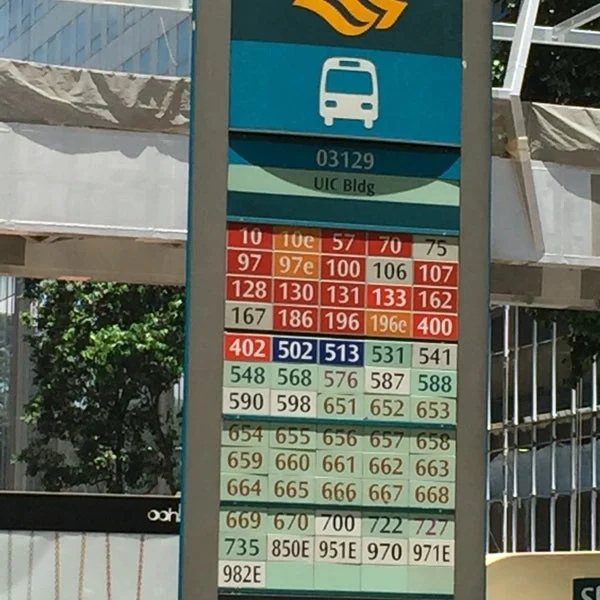 03129
UIC Bldg
10 10e 57 70 75
97 97e 100 106 107
128 130 131 133 162
167 186 196 196e 400
402 502 513 531 541
548 568 576 587 588
590 598 651 652 653
654 655 656 657 658
659 660 661 662 663
664 665 666 667 668
669 670 700 722 727
735 850E 951E 970 971E
982E